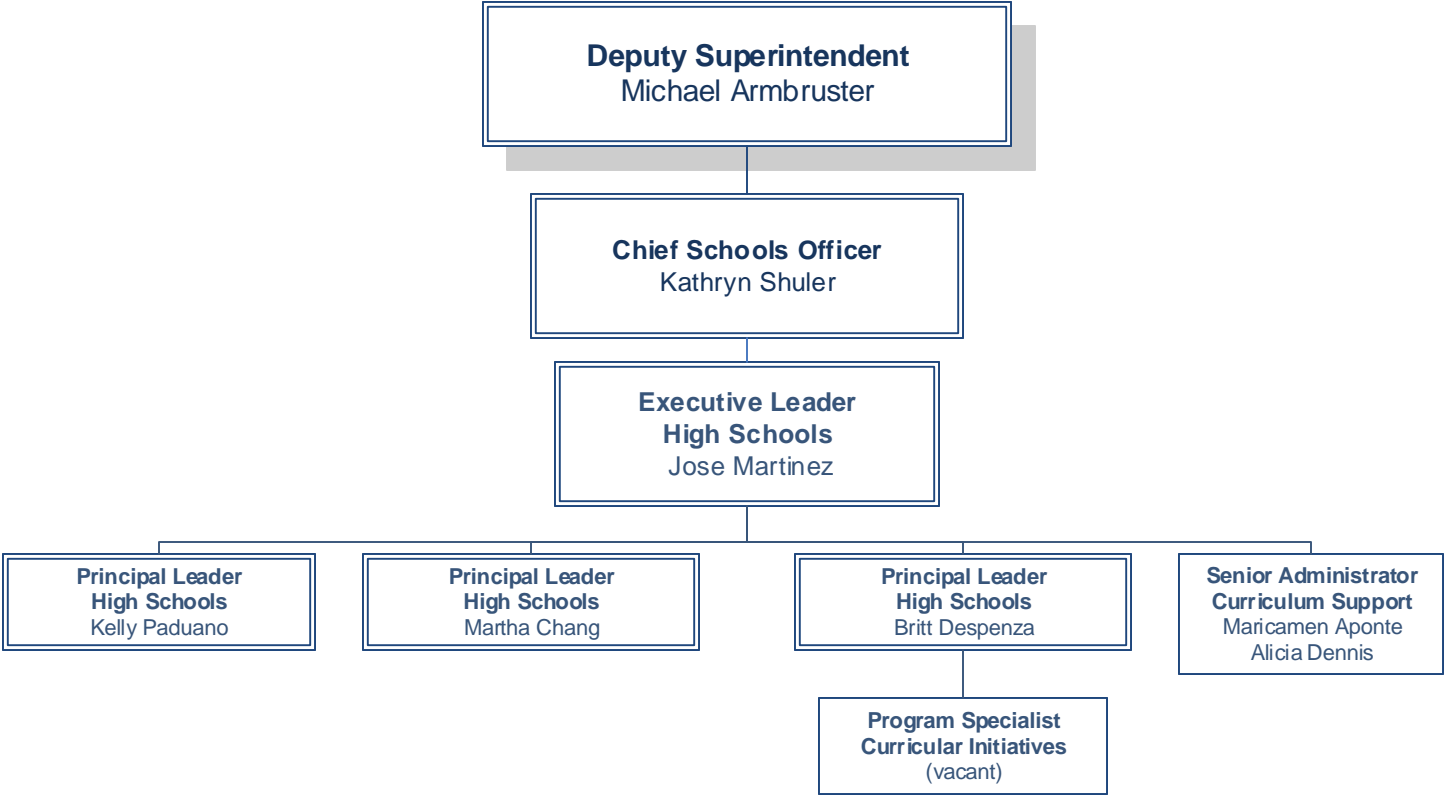 Deputy Superintendent
Michael Armbruster
Chief Schools Officer
Kathryn Shuler
Executive Leader
High Schools
Jose Martinez
Principal Leader
High Schools
Kelly Paduano
Principal Leader
High Schools
Martha Chang
Principal Leader
High Schools
Britt Despenza
Senior Administrator
Curriculum Support
Maricamen Aponte
Alicia Dennis
Program Specialist
Curricular Initiatives
(vacant)